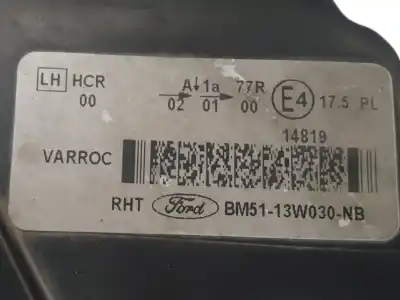 LH HCR A↓ 1a 77R E4 17.5 PL
00 02 01 00
14819
VARROC
RHT Ford BM51-13W030-NB